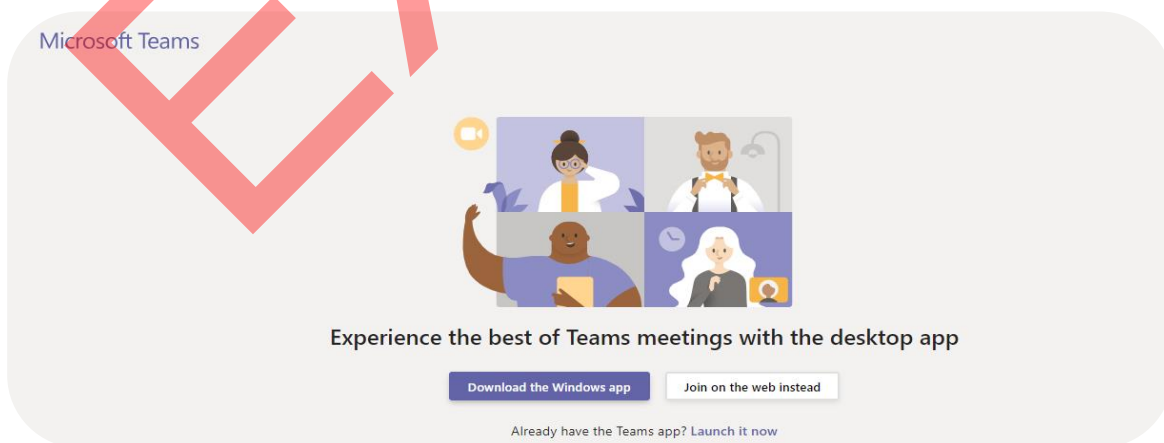 Microsoft Teams
Experience the best of Teams meetings with the desktop app
Download the Windows app
Join on the web instead
Already have the Teams app? Launch it now